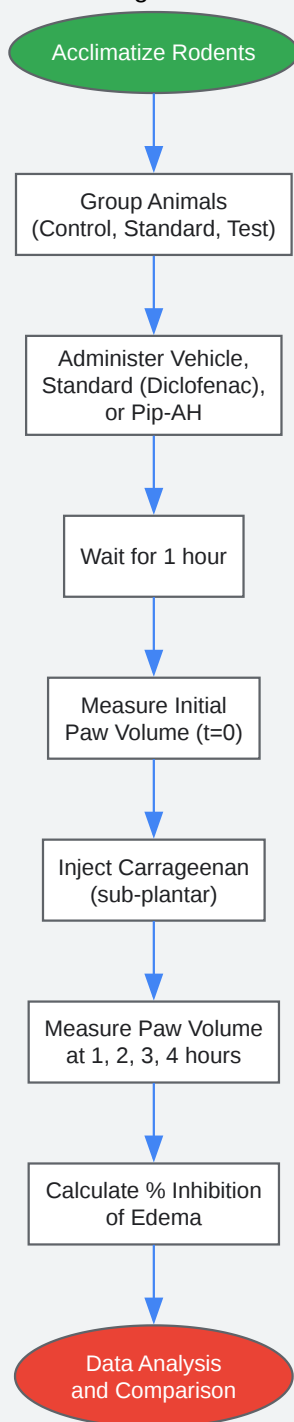 Acclimatize Rodents
Group Animals
(Control, Standard, Test)
Administer Vehicle,
Standard (Diclofenac),
or Pip-AH
Wait for 1 hour
Measure Initial
Paw Volume (t=0)
Inject Carrageenan
(sub-plantar)
Measure Paw Volume
at 1, 2, 3, 4 hours
Calculate % Inhibition
of Edema
Data Analysis
and Comparison